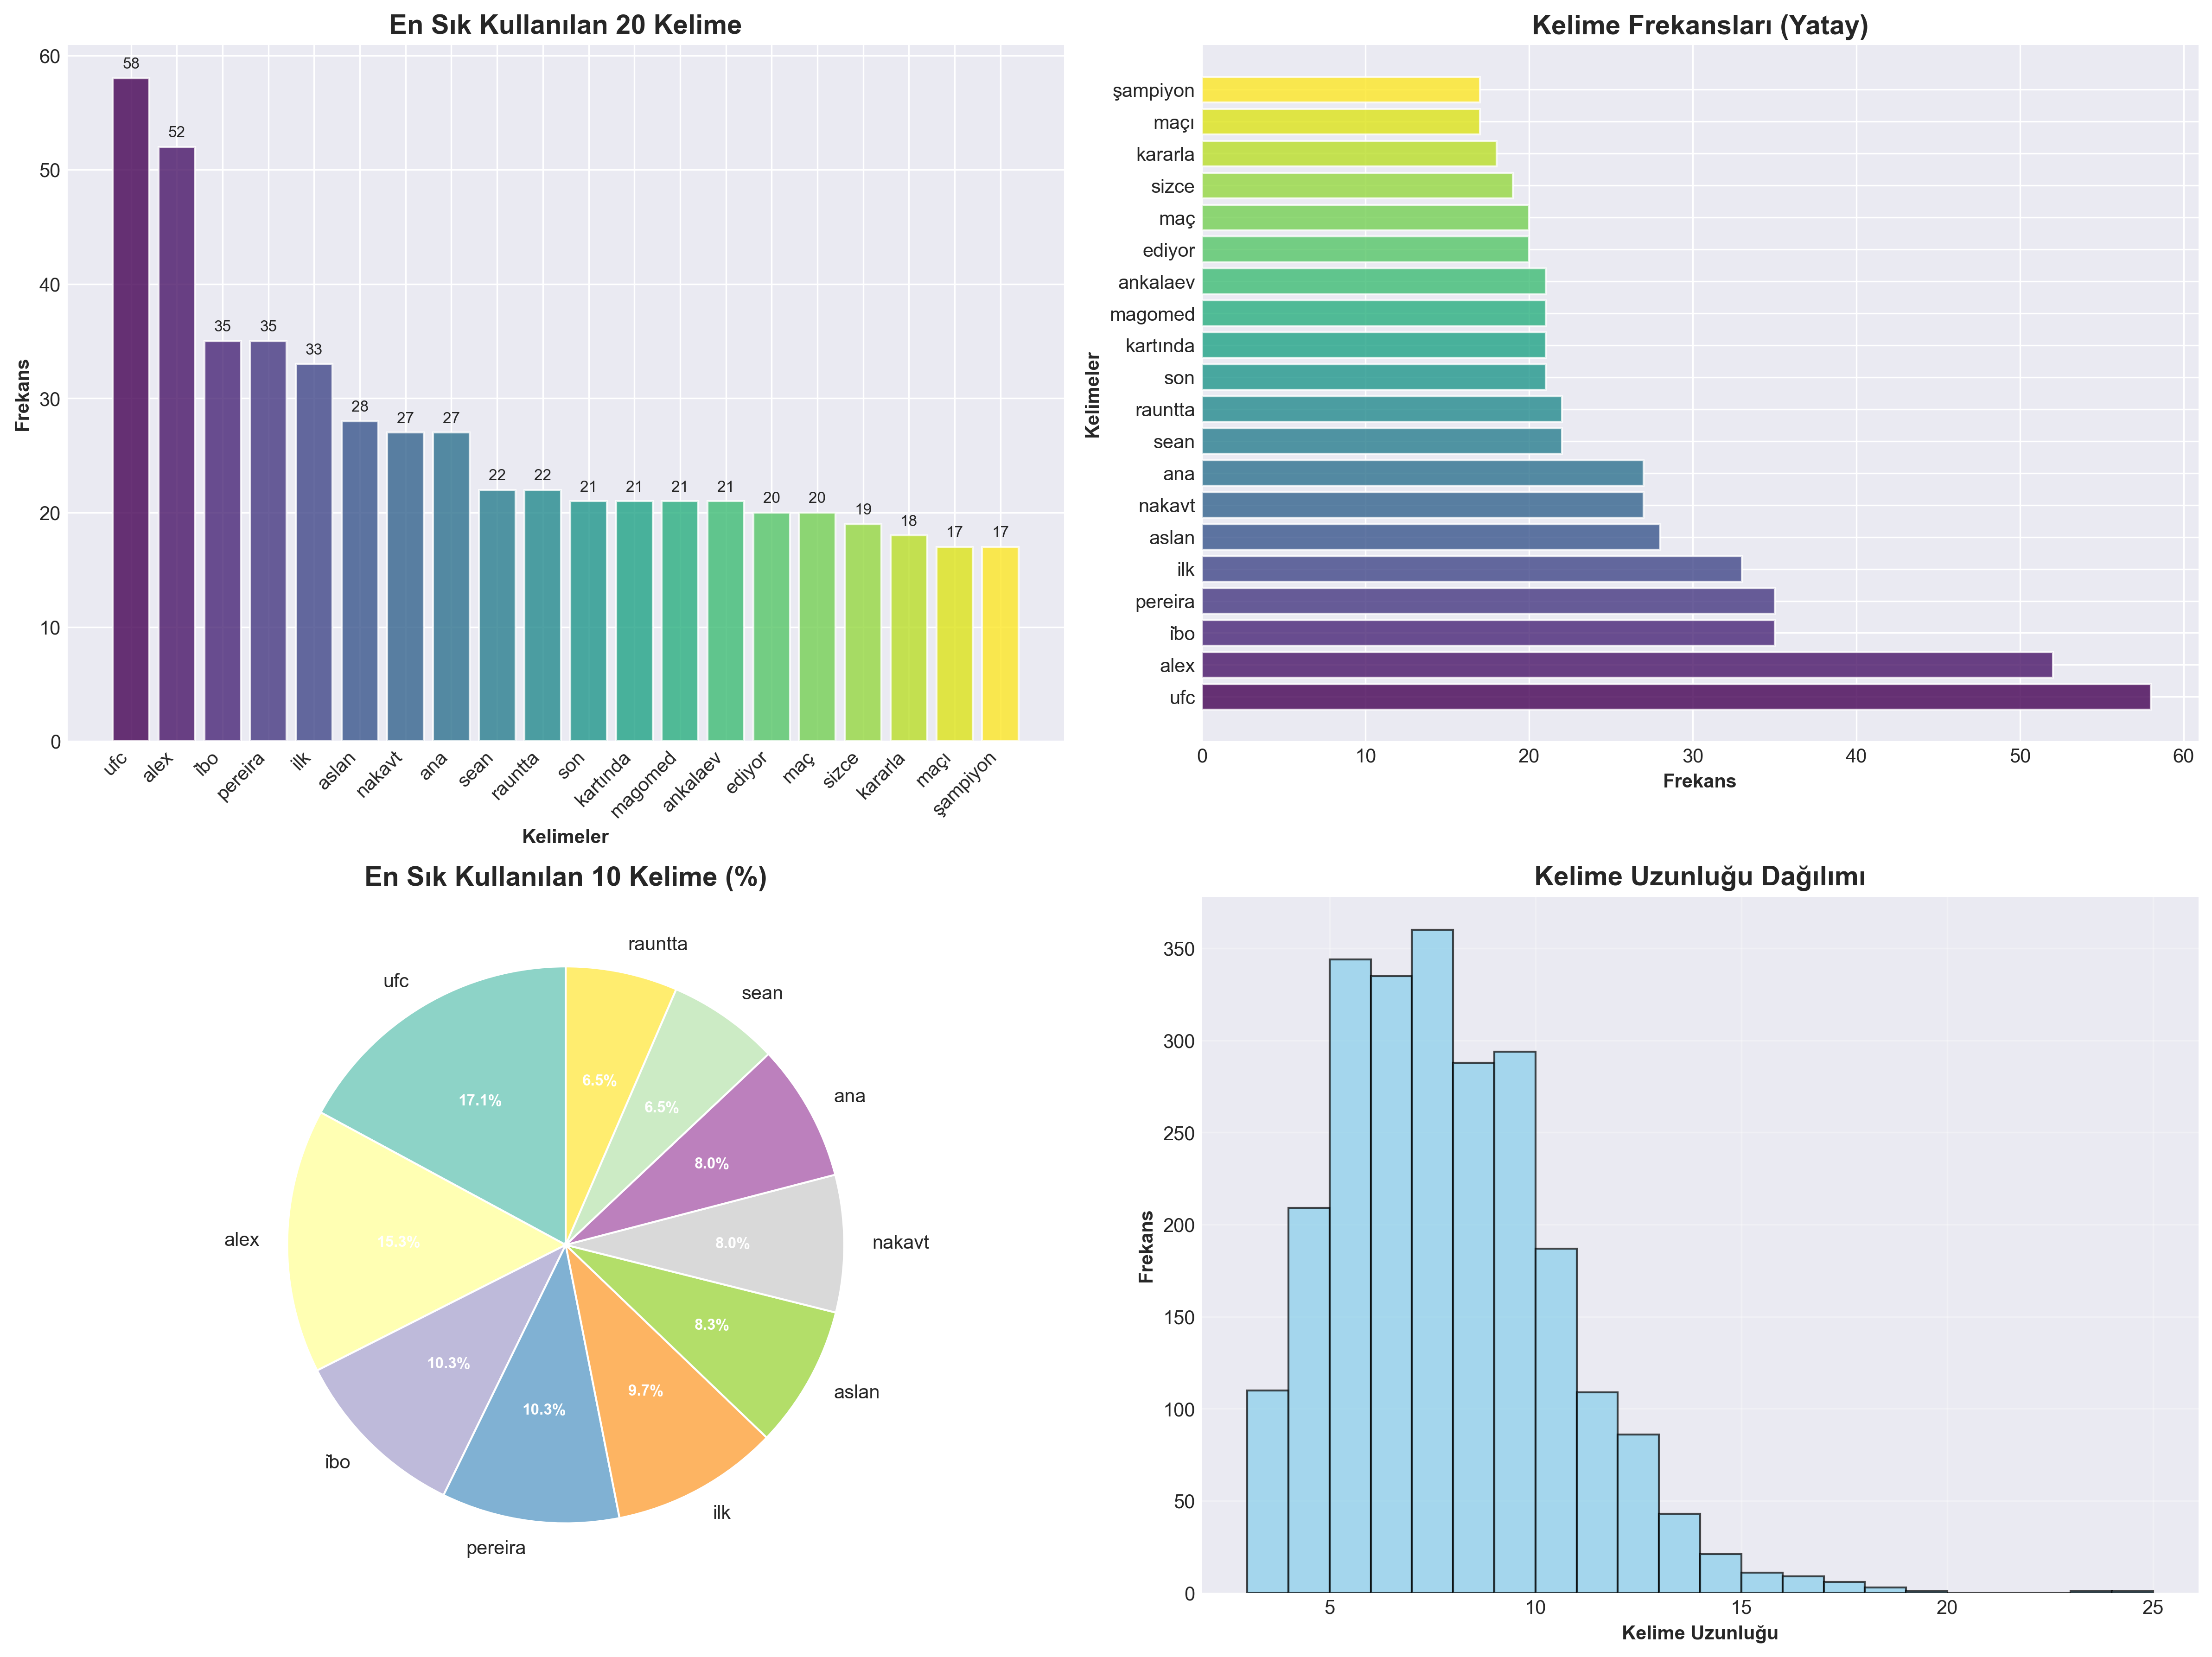 En Sık Kullanılan 20 Kelime
Frekans
60
50
40
30
20
10
0
58
52
35
35
33
28
27
27
22
22
21
21
21
21
20
20
19
18
17
17
ufc
alex
i̇bo
pereira
ilk
aslan
nakavt
ana
sean
rauntta
son
kartında
magomed
ankalaev
ediyor
maç
sizce
kararla
maçı
şampiyon
Kelimeler
Kelime Frekansları (Yatay)
Kelimeler
şampiyon
maçı
kararla
sizce
maç
ediyor
ankalaev
magomed
kartında
son
rauntta
sean
ana
nakavt
aslan
ilk
pereira
i̇bo
alex
ufc
0
10
20
30
40
50
60
Frekans
En Sık Kullanılan 10 Kelime (%)
ufc
17.1%
alex
15.3%
i̇bo
10.3%
pereira
10.3%
ilk
9.7%
aslan
8.3%
nakavt
8.0%
ana
8.0%
sean
6.5%
rauntta
6.5%
Kelime Uzunluğu Dağılımı
Frekans
350
300
250
200
150
100
50
0
5
10
15
20
25
Kelime Uzunluğu